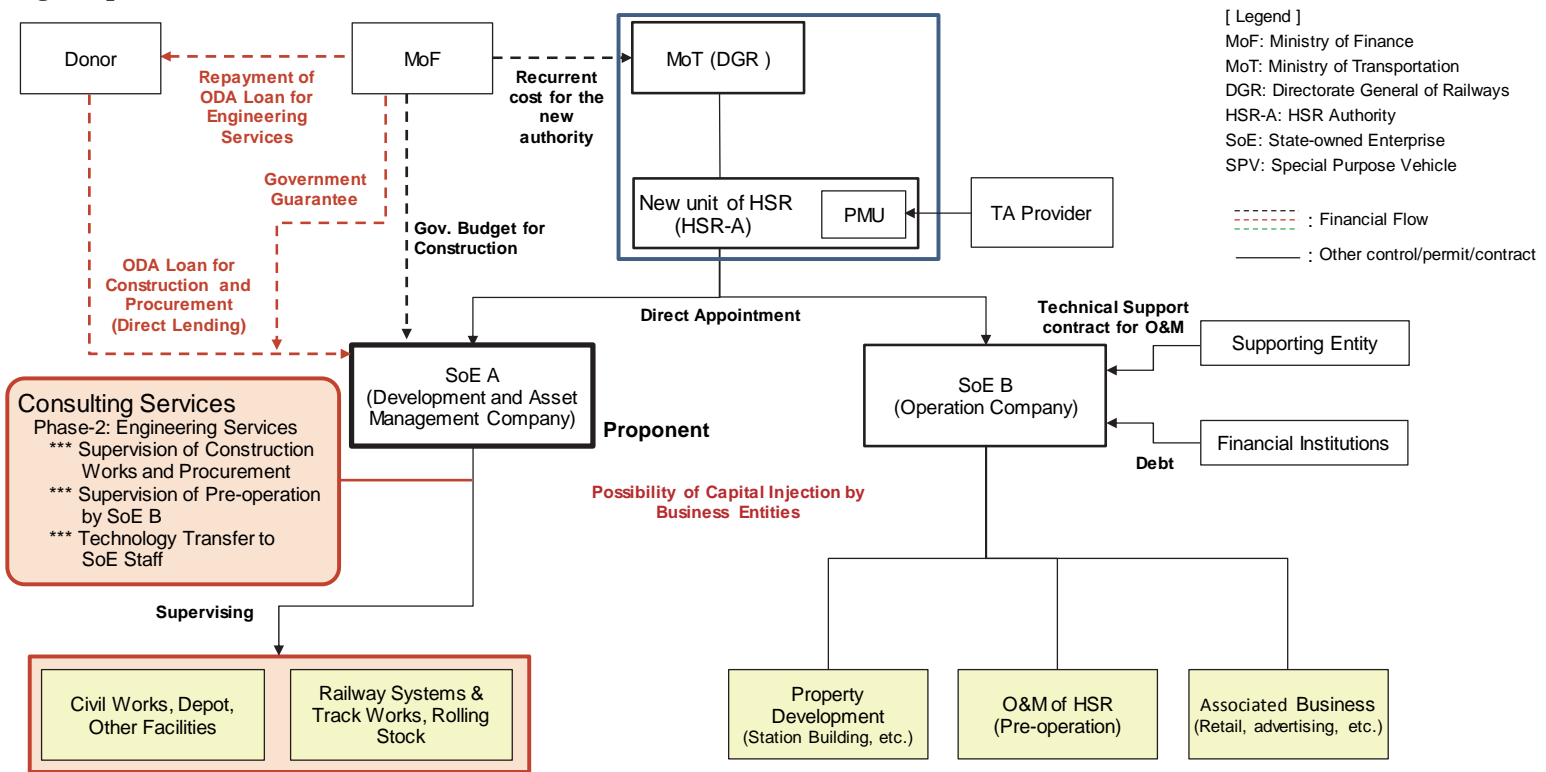 Donor
MoF
MoT (DGR )
Repayment of
ODA Loan for
Engineering
Services
Recurrent
cost for the
new
authority
[ Legend ]
MoF: Ministry of Finance
MoT: Ministry of Transportation
DGR: Directorate General of Railways
HSR-A: HSR Authority
SoE: State-owned Enterprise
SPV: Special Purpose Vehicle
: Financial Flow
: Other control/permit/contract
Government
Guarantee
Gov. Budget for
Construction
New unit of HSR
(HSR-A)
PMU
TA Provider
ODA Loan for
Construction and
Procurement
(Direct Lending)
Direct Appointment
Technical Support
contract for O&M
Supporting Entity
SoE A
(Development and Asset
Management Company)
Proponent
SoE B
(Operation Company)
Financial Institutions
Debt
Consulting Services
Phase-2: Engineering Services
*** Supervision of Construction
Works and Procurement
*** Supervision of Pre-operation
by SoE B
*** Technology Transfer to
SoE Staff
Possibility of Capital Injection by
Business Entities
Supervising
Civil Works, Depot,
Other Facilities
Railway Systems &
Track Works, Rolling
Stock
Property
Development
(Station Building, etc.)
O&M of HSR
(Pre-operation)
Associated Business
(Retail, advertising, etc.)